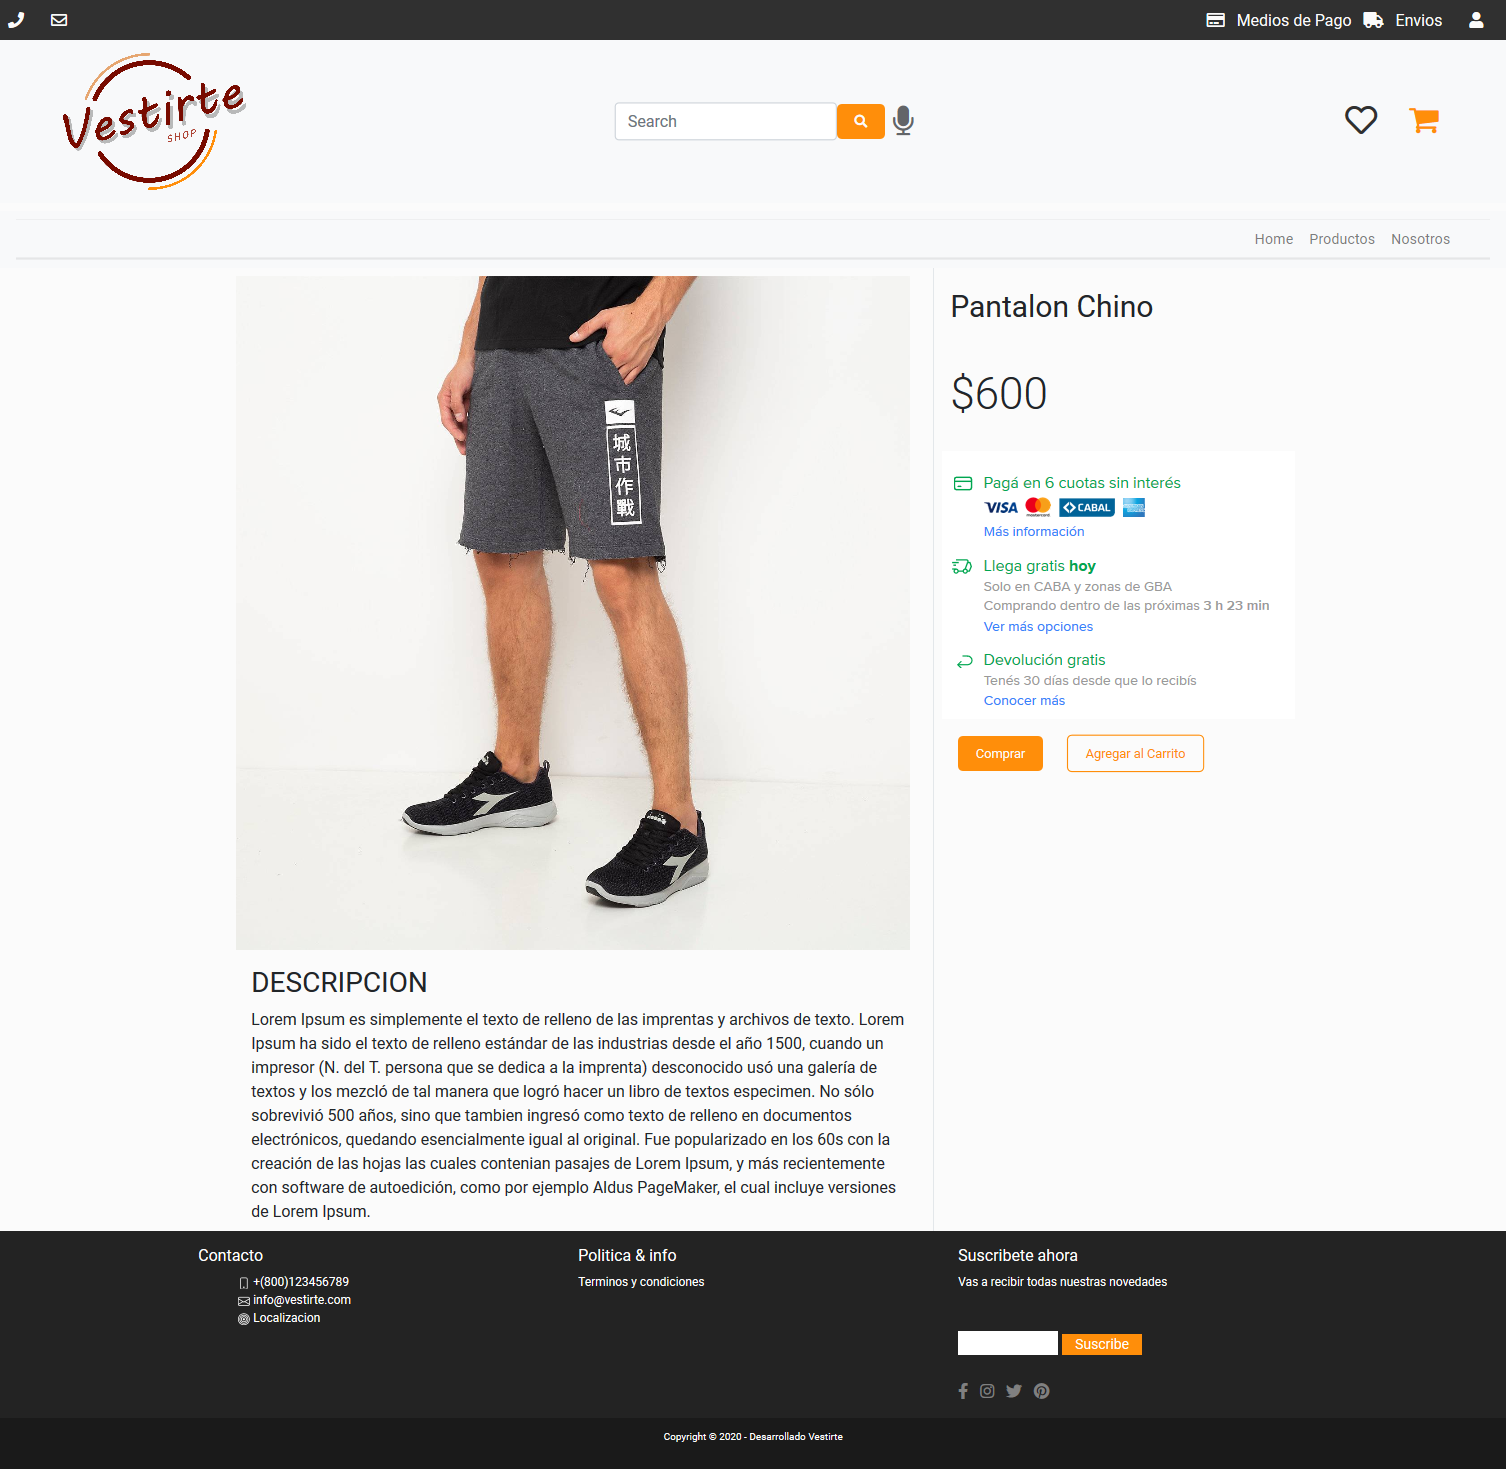 Medios de Pago Envios
Vestirte
SHOP
Search
Home Productos Nosotros
Pantalon Chino
$600
城
市
作
戰
Pagá en 6 cuotas sin interés
VISA mastercard CABAL
Más información
Llega gratis hoy
Solo en CABA y zonas de GBA
Comprando dentro de las próximas 3 h 23 min
Ver más opciones
Devolución gratis
Tenés 30 días desde que lo recibís
Conocer más
Comprar Agregar al Carrito
DESCRIPCION
Lorem Ipsum es simplemente el texto de relleno de las imprentas y archivos de texto. Lorem
Ipsum ha sido el texto de relleno estándar de las industrias desde el año 1500, cuando un
impresor (N. del T. persona que se dedica a la imprenta) desconocido usó una galería de
textos y los mezcló de tal manera que logró hacer un libro de textos especimen. No sólo
sobrevivió 500 años, sino que tambien ingresó como texto de relleno en documentos
electrónicos, quedando esencialmente igual al original. Fue popularizado en los 60s con la
creación de las hojas las cuales contenian pasajes de Lorem Ipsum, y más recientemente
con software de autoedición, como por ejemplo Aldus PageMaker, el cual incluye versiones
de Lorem Ipsum.
Contacto
+(800)123456789
info@vestirte.com
Localizacion
Politica & info
Terminos y condiciones
Suscribete ahora
Vas a recibir todas nuestras novedades
Suscribe
Copyright © 2020 - Desarrollado Vestirte